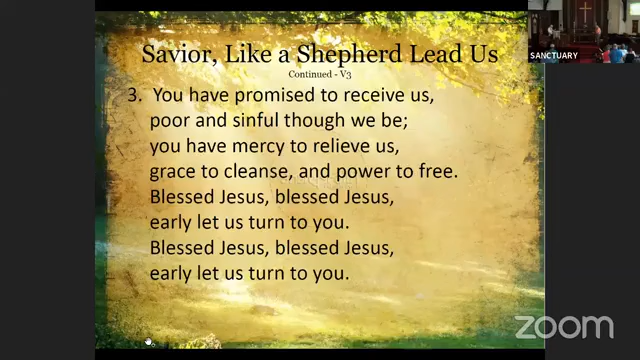 Savior, Like a Shepherd Lead Us
Continued - V3
3. You have promised to receive us,
poor and sinful though we be;
you have mercy to relieve us,
grace to cleanse, and power to free.
Blessed Jesus, blessed Jesus,
early let us turn to you.
Blessed Jesus, blessed Jesus,
early let us turn to you.
SANCTUARY
zoom